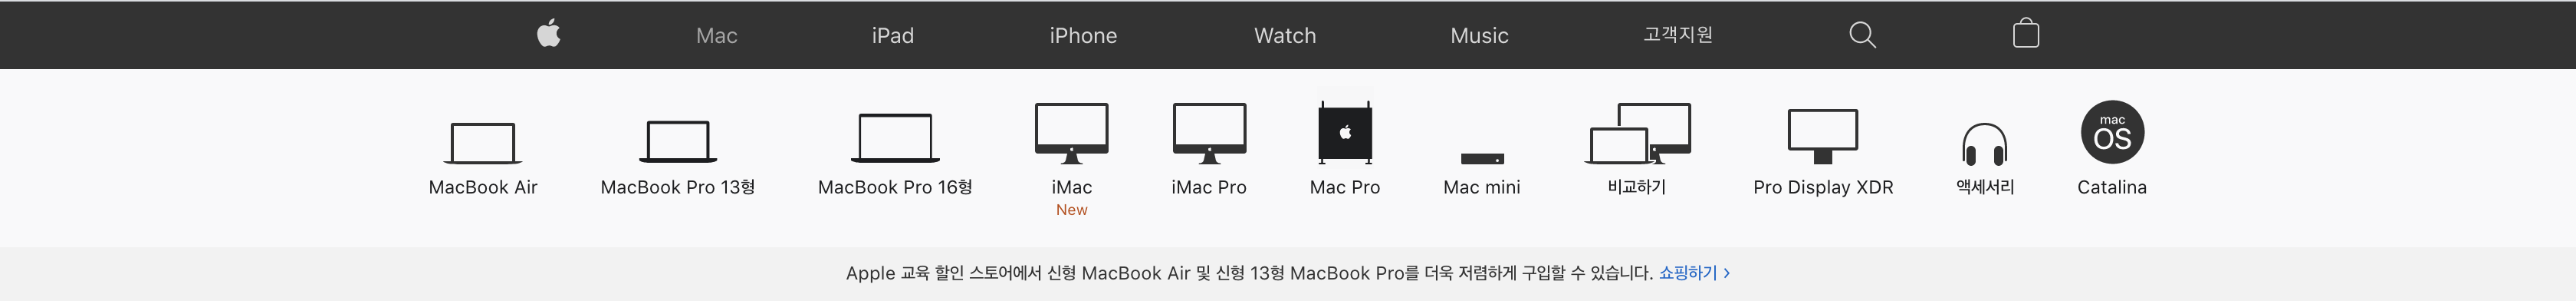 Mac iPad iPhone Watch Music 고객지원
mac
OS
MacBook Air MacBook Pro 13형 MacBook Pro 16형 iMac iMac Pro Mac Pro Mac mini 비교하기 Pro Display XDR 액세서리 Catalina
New
Apple 교육 할인 스토어에서 신형 MacBook Air 및 신형 13형 MacBook Pro를 더욱 저렴하게 구입할 수 있습니다. 쇼핑하기 >